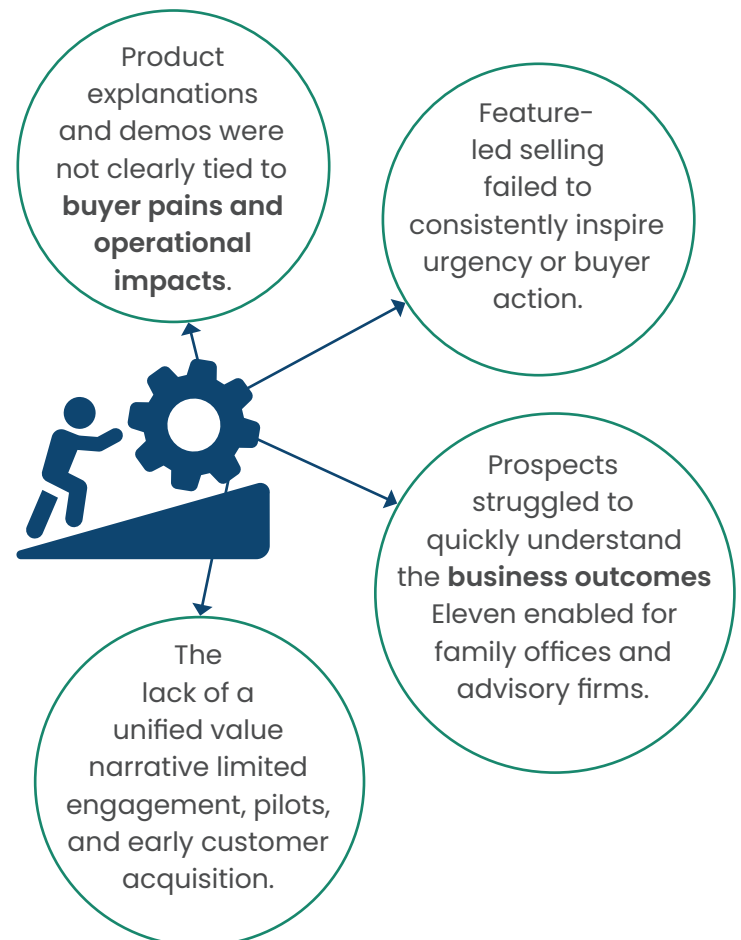 Product
explanations
and demos were
not clearly tied to
buyer pains and
operational
impacts.
Feature-
led selling
failed to
consistently inspire
urgency or buyer
action.
Prospects
struggled to
quickly understand
the business outcomes
Eleven enabled for
family offices and
advisory firms.
The
lack of a
unified value
narrative limited
engagement, pilots,
and early customer
acquisition.